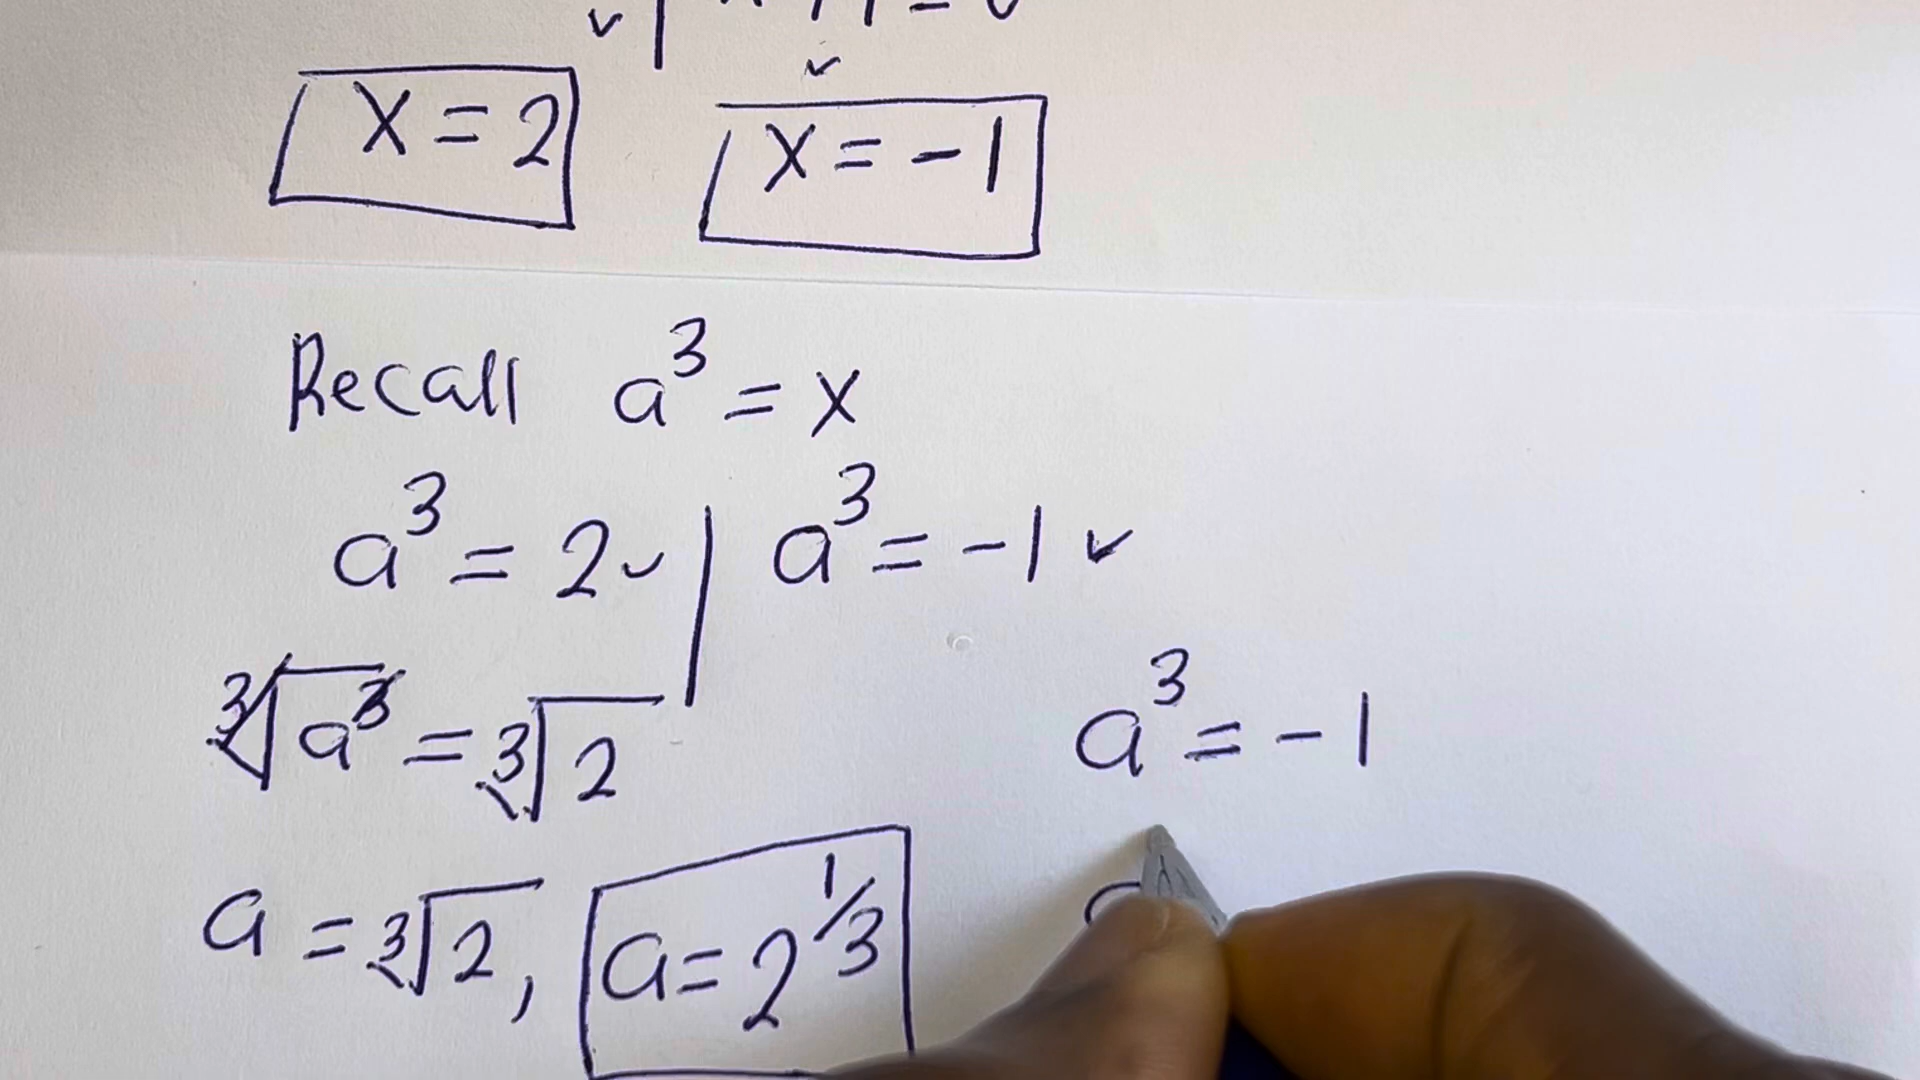 x = 2   x = -1
Recall a³ = x
a³ = 2 ✓ | a³ = -1 ✓
∛a³ = ∛2   a³ = -1
a = ∛2, a = 2^1/3